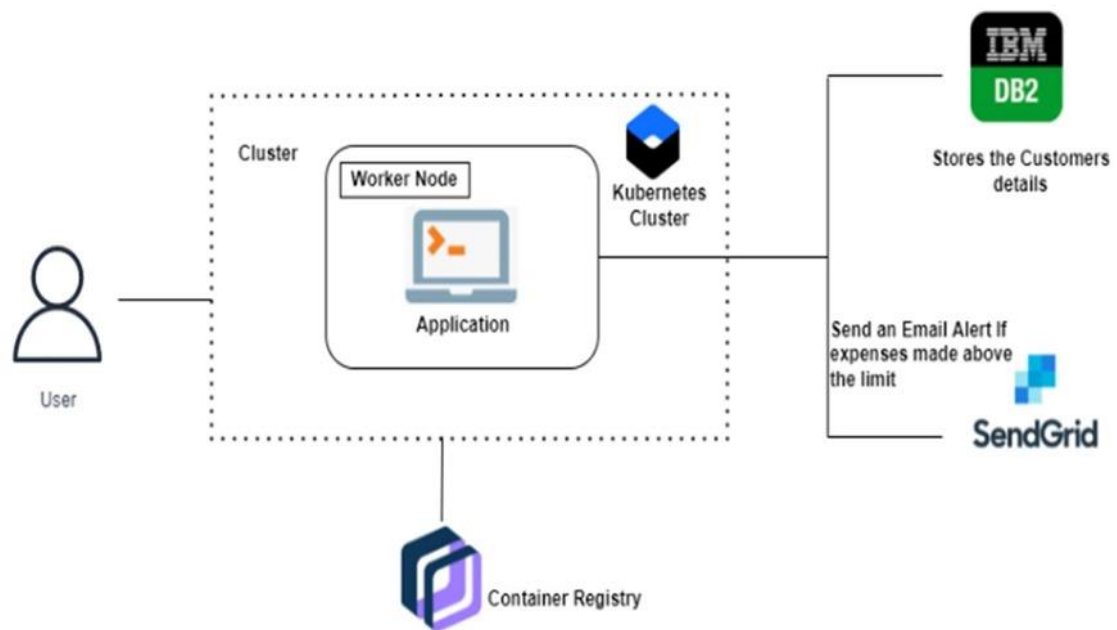 IBM
DB2
Stores the Customers
details
Cluster
Worker Node
Kubernetes
Cluster
Application
User
Send an Email Alert If
expenses made above
the limit
SendGrid
Container Registry